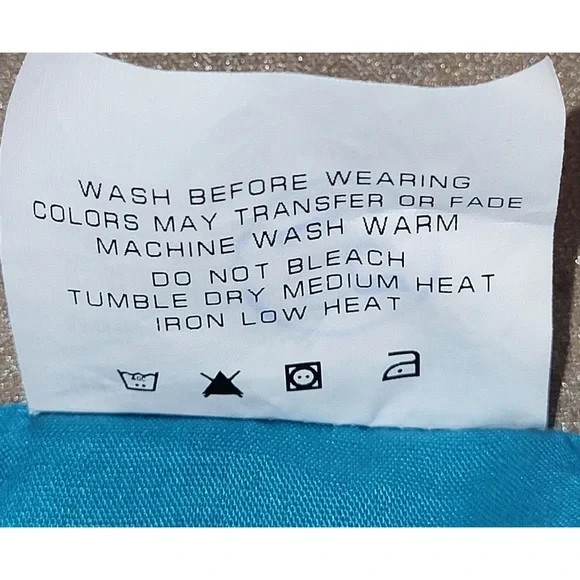 WASH BEFORE WEARING
COLORS MAY TRANSFER OR FADE
MACHINE WASH WARM
DO NOT BLEACH
TUMBLE DRY MEDIUM HEAT
IRON LOW HEAT